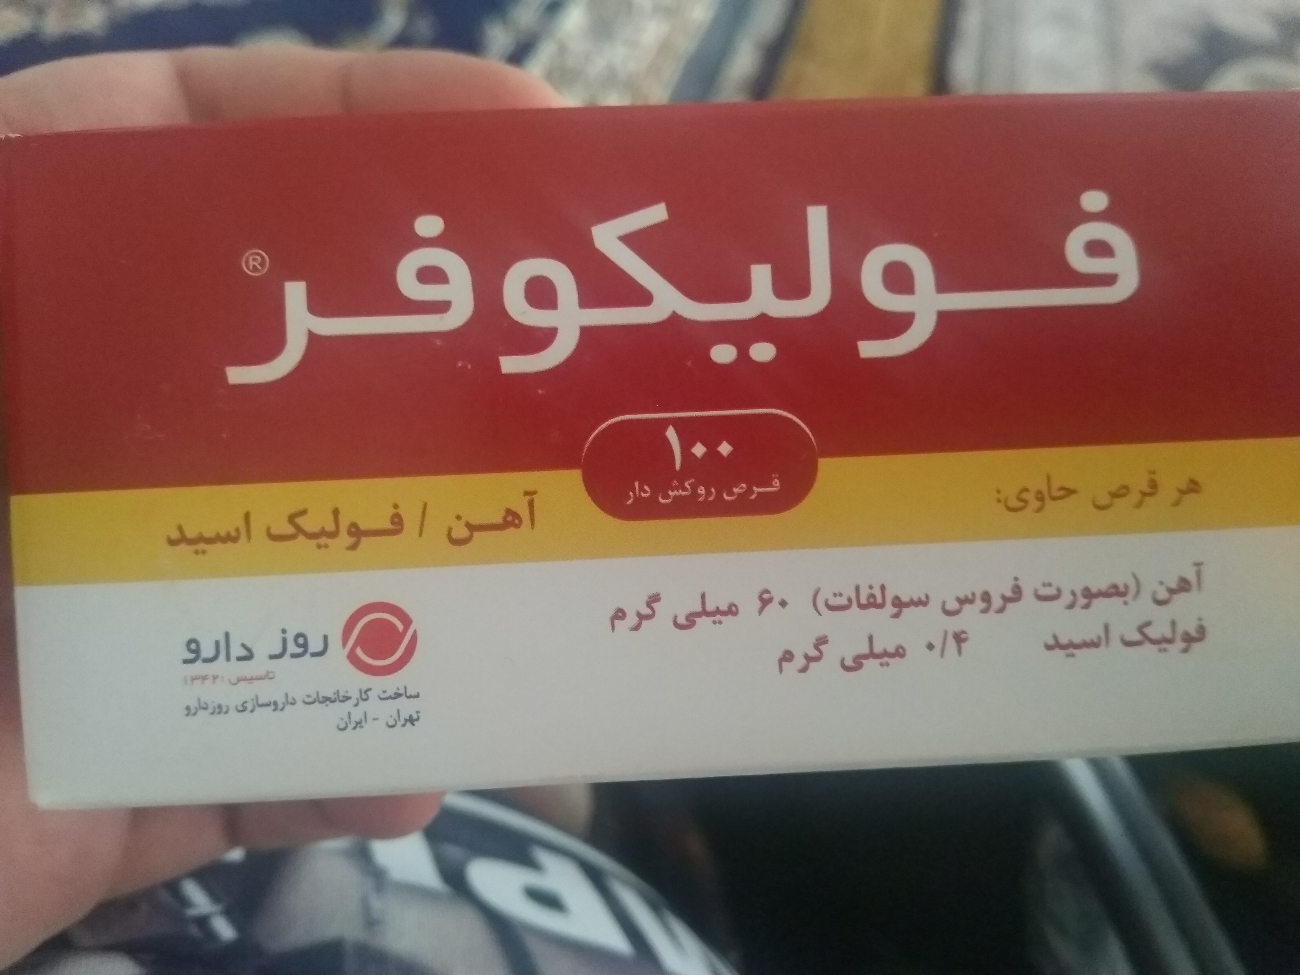 فولیکوفر®
۱۰۰
قرص روکش دار
هر قرص حاوی:
آهن / فولیک اسید
آهن (بصورت فروس سولفات) ۶۰ میلی گرم
فولیک اسید ۰/۴ میلی گرم
روز دارو
تاسیس: ۱۳۴۲
ساخت کارخانجات داروسازی روزدارو
تهران - ایران